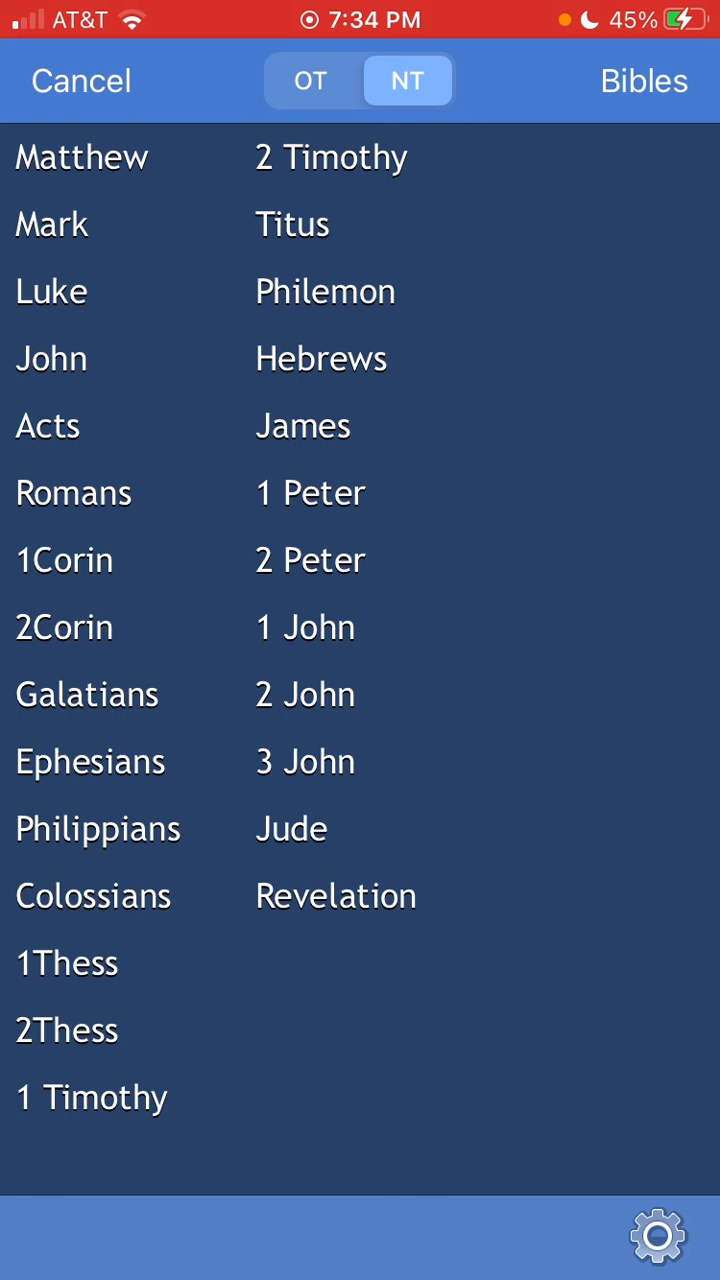 AT&T 7:34 PM 45%
Cancel OT NT Bibles
Matthew
Mark
Luke
John
Acts
Romans
1Corin
2Corin
Galatians
Ephesians
Philippians
Colossians
1Thess
2Thess
1 Timothy
2 Timothy
Titus
Philemon
Hebrews
James
1 Peter
2 Peter
1 John
2 John
3 John
Jude
Revelation